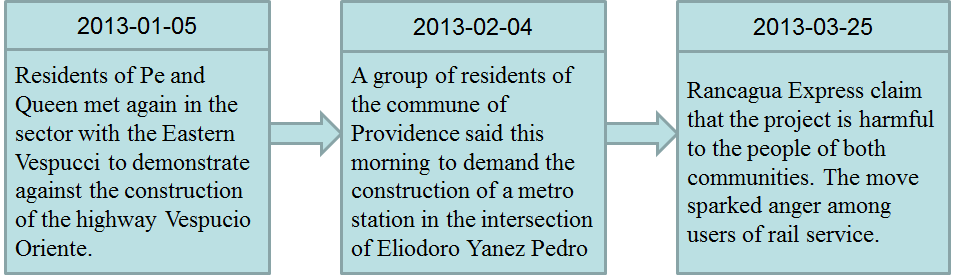 2013-01-05
Residents of Pe and
Queen met again in the
sector with the Eastern
Vespucci to demonstrate
against the construction
of the highway Vespucio
Oriente.
2013-02-04
A group of residents of
the commune of
Providence said this
morning to demand the
construction of a metro
station in the intersection
of Eliodoro Yanez Pedro
2013-03-25
Rancagua Express claim
that the project is harmful
to the people of both
communities. The move
sparked anger among
users of rail service.